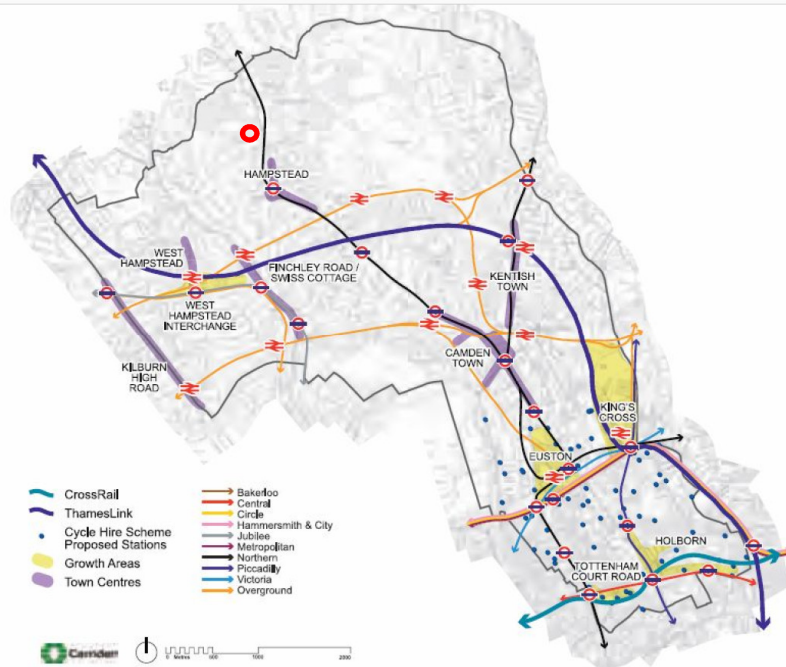 HAMPSTEAD
WEST
HAMPSTEAD
FINCHLEY ROAD /
SWISS COTTAGE
KENTISH
TOWN
WEST
HAMPSTEAD
INTERCHANGE
CAMDEN
TOWN
KILBURN
HIGH
ROAD
KING'S
CROSS
EUSTON
HOLBORN
TOTTENHAM
COURT ROAD
CrossRail
ThamesLink
Cycle Hire Scheme
Proposed Stations
Growth Areas
Town Centres
Bakerloo
Central
Circle
Hammersmith & City
Jubilee
Metropolitan
Northern
Piccadilly
Victoria
Overground
Camden
0 Metres 500 1000 2000